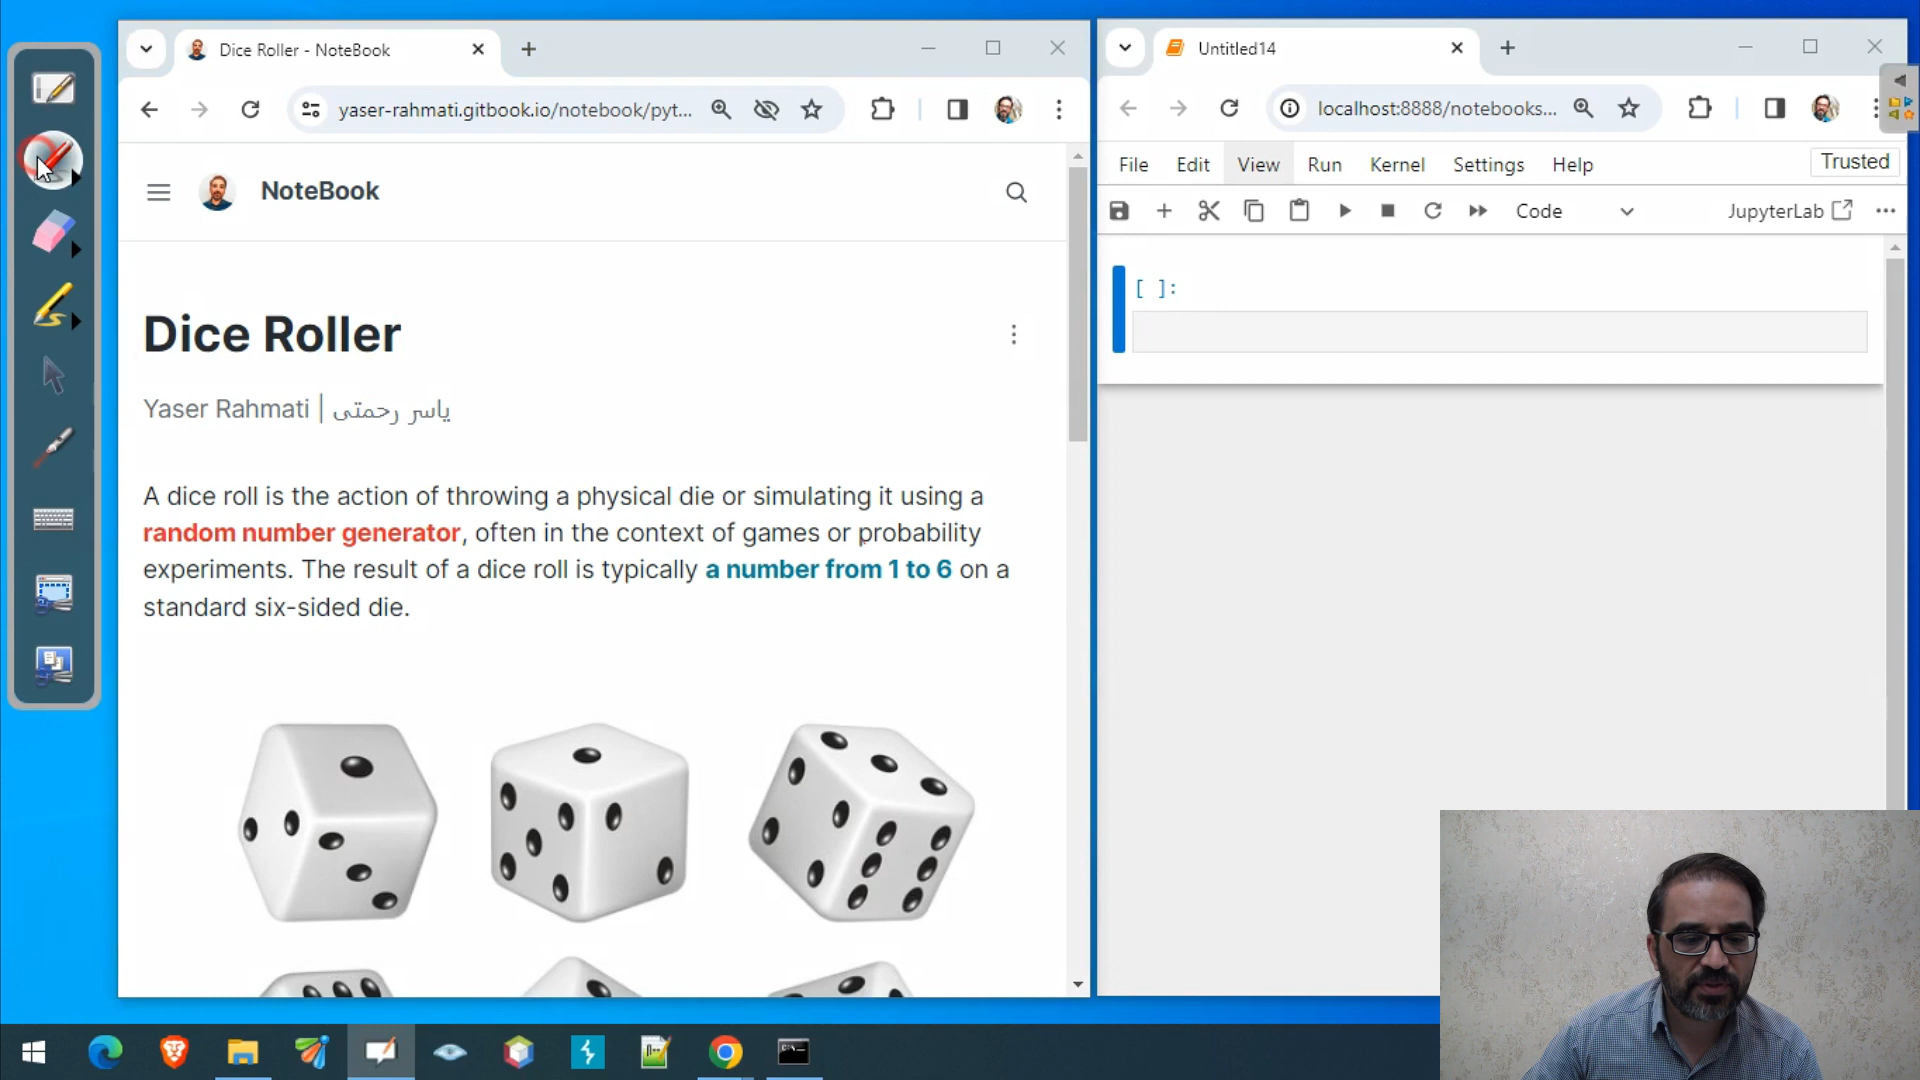 Dice Roller - NoteBook
yaser-rahmati.gitbook.io/notebook/pyt...
NoteBook
Dice Roller
Yaser Rahmati | یاسر رحمتی
A dice roll is the action of throwing a physical die or simulating it using a
random number generator, often in the context of games or probability
experiments. The result of a dice roll is typically a number from 1 to 6 on a
standard six-sided die.
Untitled14
localhost:8888/notebooks...
File Edit View Run Kernel Settings Help Trusted
Code JupyterLab
[ ]: